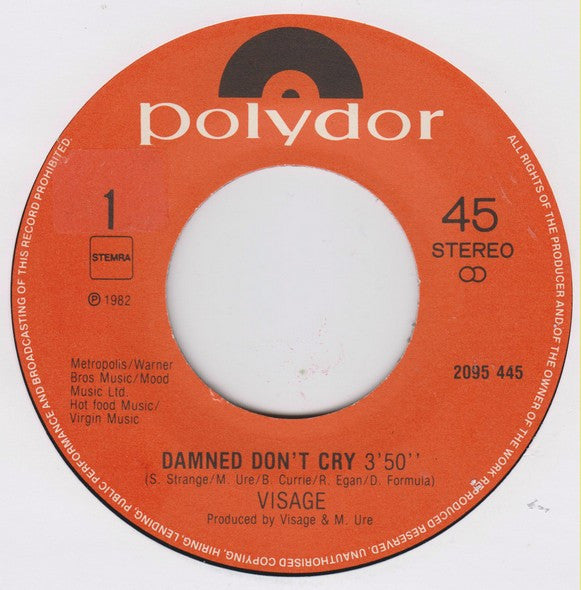 polydor
1
STEMRA
Ⓟ 1982
45
STEREO
2095 445
Metropolis/Warner
Bros Music/Mood
Music Ltd.
Hot food Music/
Virgin Music
DAMNED DON'T CRY 3'50''
(S. Strange/M. Ure/B. Currie/R. Egan/D. Formula)
VISAGE
Produced by Visage & M. Ure
ALL RIGHTS OF THE PRODUCER AND OF THE OWNER OF THE WORK REPRODUCED RESERVED. UNAUTHORISED COPYING, HIRING, LENDING, PUBLIC PERFORMANCE AND BROADCASTING OF THIS RECORD PROHIBITED.